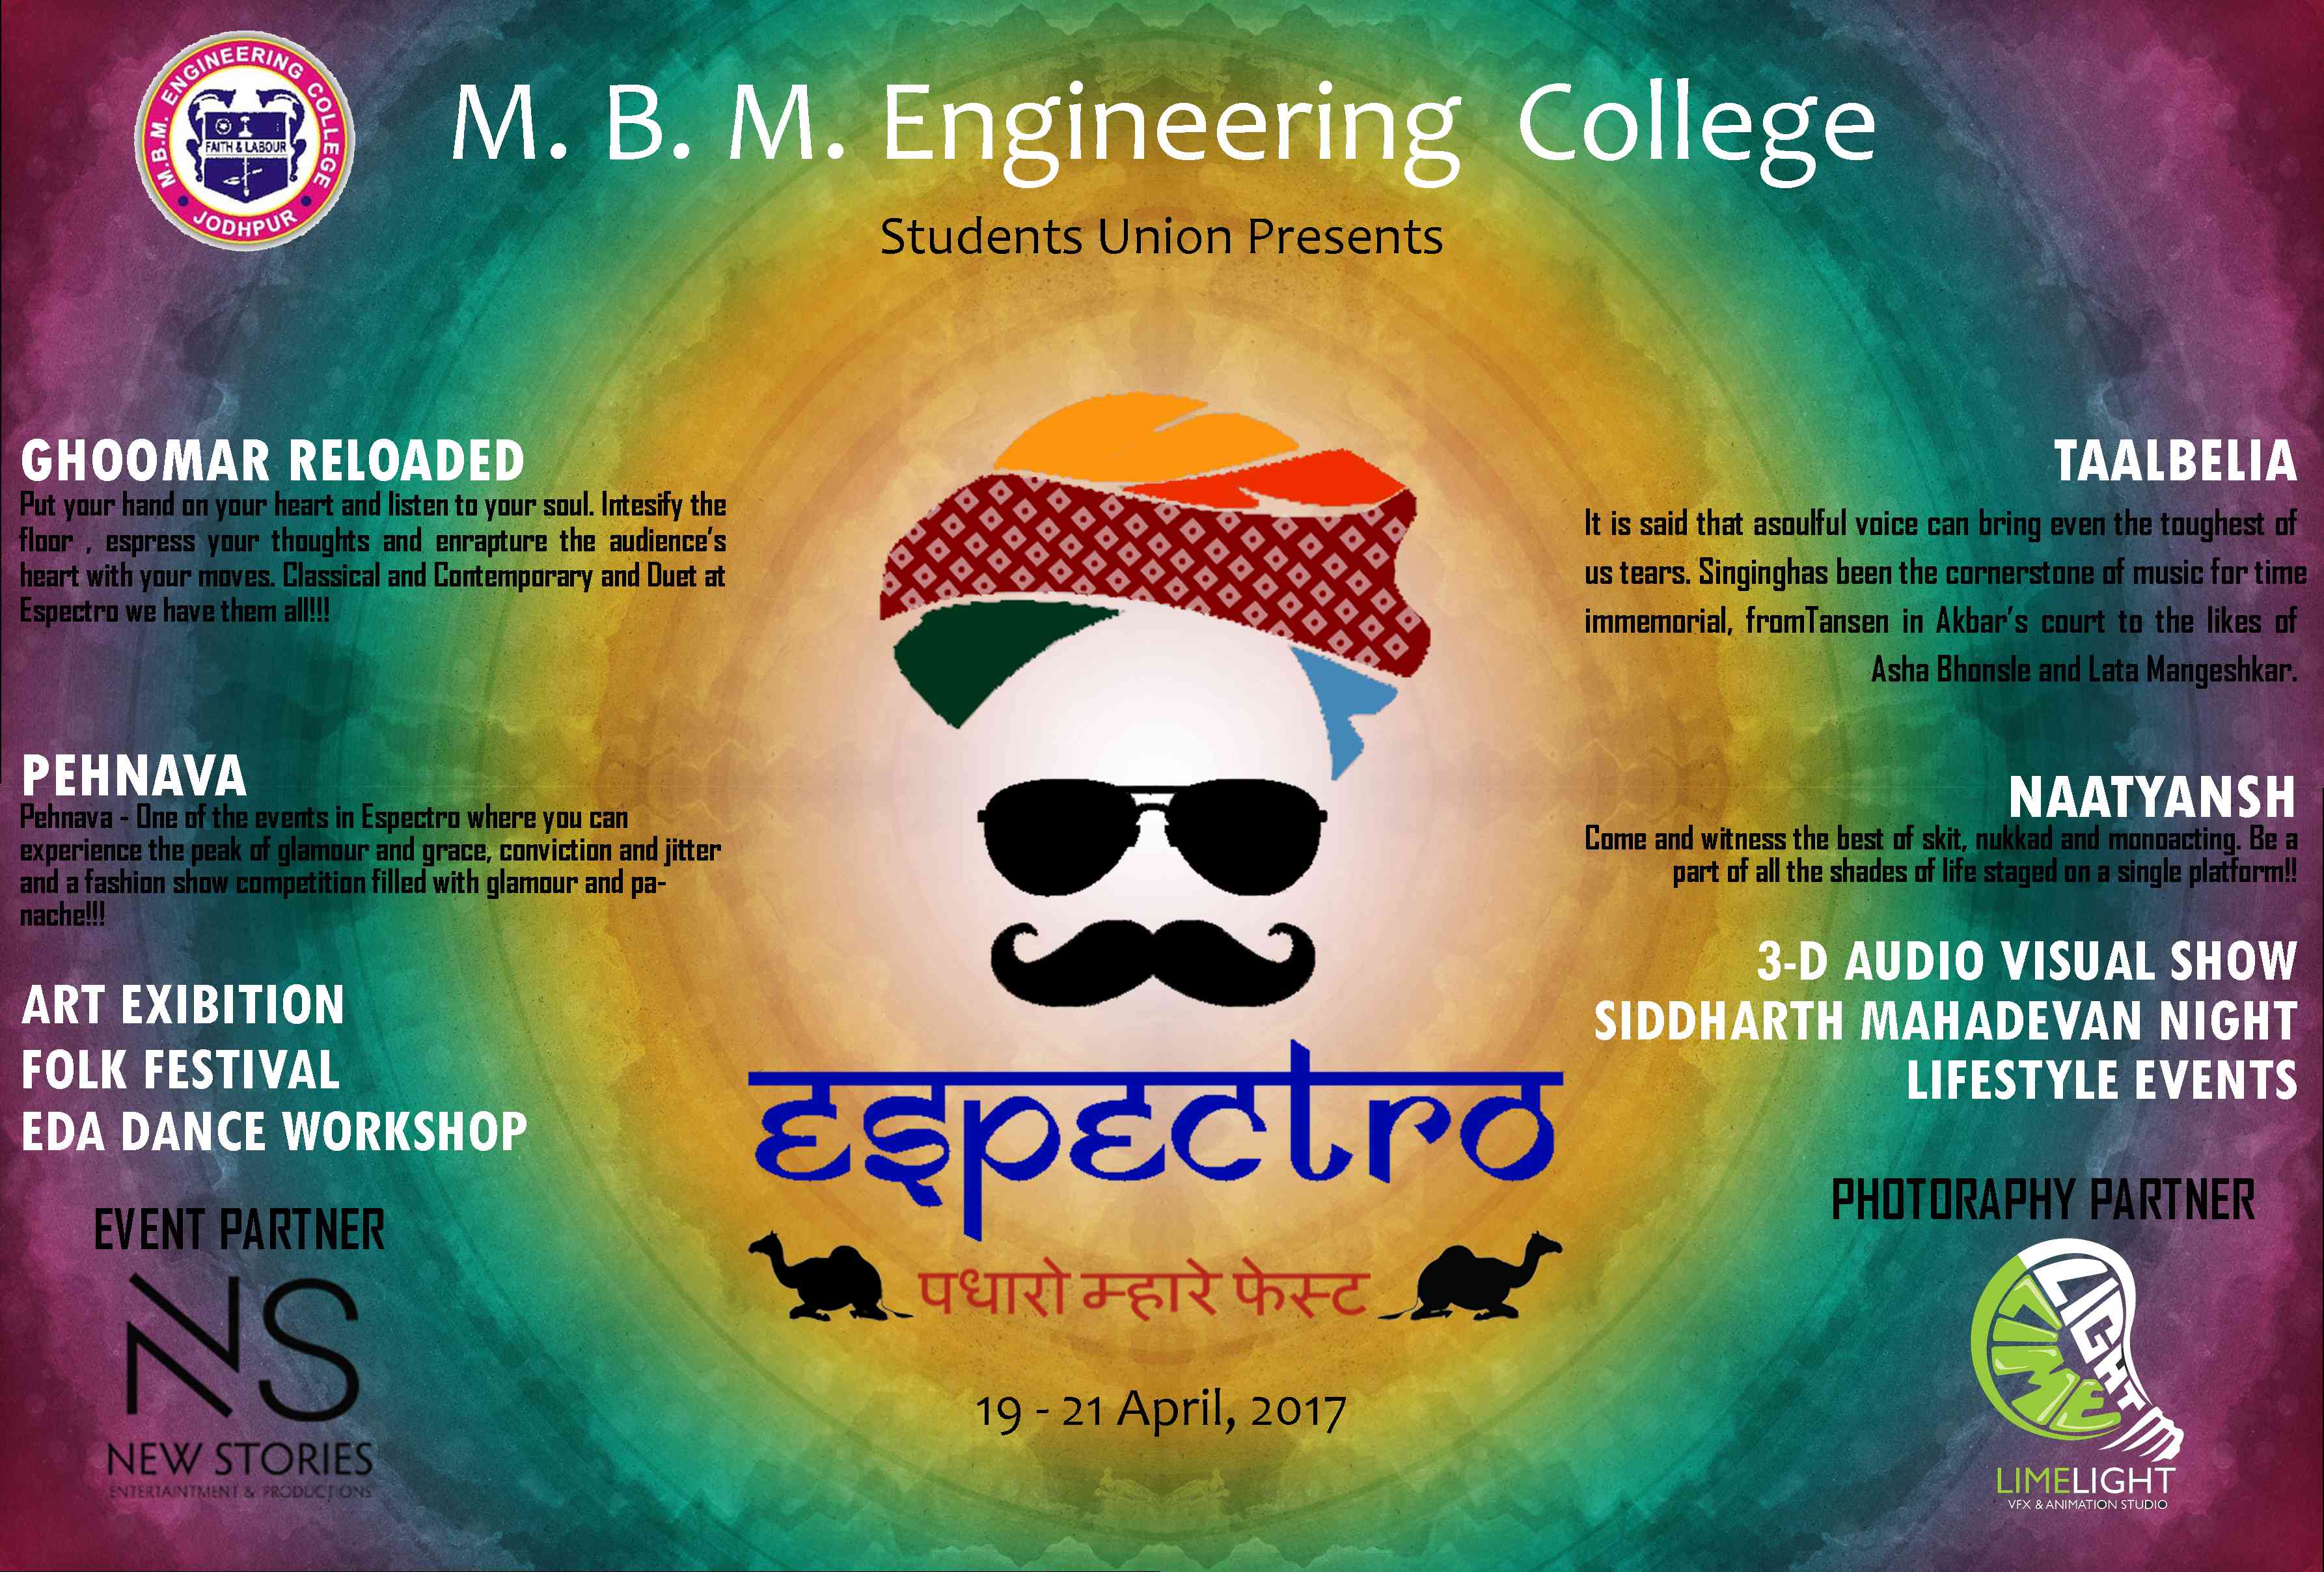 M.B.M. ENGINEERING COLLEGE
FAITH & LABOUR
JODHPUR
M. B. M. Engineering College
Students Union Presents
GHOOMAR RELOADED
Put your hand on your heart and listen to your soul. Intesify the
floor , espress your thoughts and enrapture the audience's
heart with your moves. Classical and Contemporary and Duet at
Espectro we have them all!!!
PEHNAVA
Pehnava - One of the events in Espectro where you can
experience the peak of glamour and grace, conviction and jitter
and a fashion show competition filled with glamour and pa-
nache!!!
ART EXIBITION
FOLK FESTIVAL
EDA DANCE WORKSHOP
EVENT PARTNER
NS
NEW STORIES
ENTERTAINTMENT & PRODUCTIONS
espectro
पधारो म्हारे फेस्ट
19 - 21 April, 2017
TAALBELIA
It is said that asoulful voice can bring even the toughest of
us tears. Singinghas been the cornerstone of music for time
immemorial, fromTansen in Akbar's court to the likes of
Asha Bhonsle and Lata Mangeshkar.
NAATYANSH
Come and witness the best of skit, nukkad and monoacting. Be a
part of all the shades of life staged on a single platform!!
3-D AUDIO VISUAL SHOW
SIDDHARTH MAHADEVAN NIGHT
LIFESTYLE EVENTS
PHOTORAPHY PARTNER
LIME LIGHT
LIMELIGHT
VFX & ANIMATION STUDIO